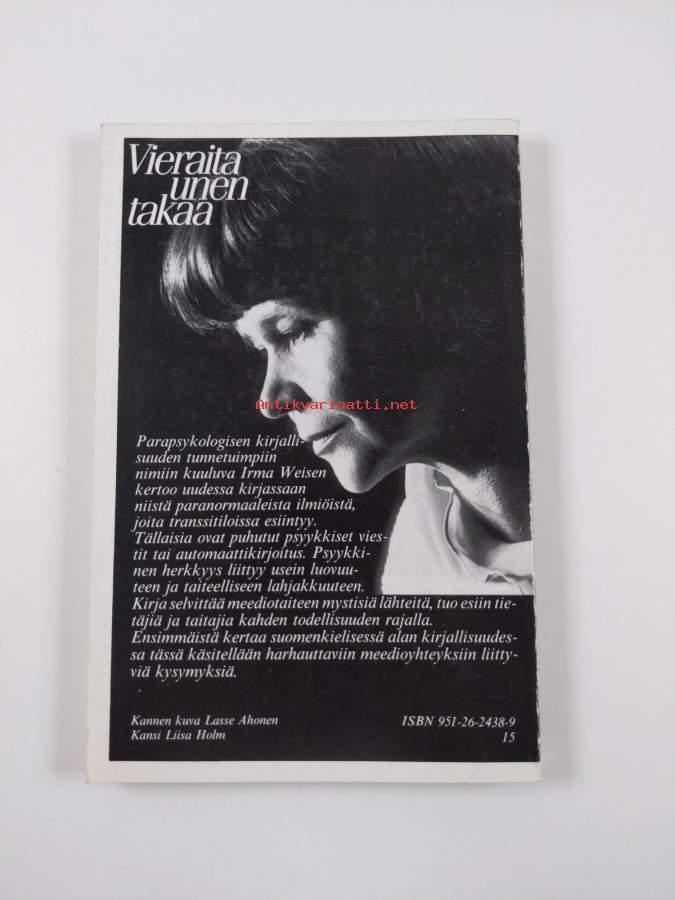 Vieraita
unen
takaa
Antikvariaatti.net
Parapsykologisen kirjalli-
suuden tunnetuimpiin
nimiin kuuluva Irma Weisen
kertoo uudessa kirjassaan
niistä paranormaaleista ilmiöistä,
joita transsitiloissa esiintyy.
Tällaisia ovat puhutut psyykkiset vies-
tit tai automaattikirjoitus. Psyykki-
nen herkkyys liittyy usein luovuu-
teen ja taiteelliseen lahjakkuuteen.
Kirja selvittää meediotaiteen mystisiä lähteitä, tuo esiin tie-
täjiä ja taitajia kahden todellisuuden rajalla.
Ensimmäistä kertaa suomenkielisessä alan kirjallisuudes-
sa tässä käsitellään harhauttaviin meedioyhteyksiin liitty-
viä kysymyksiä.
Kannen kuva Lasse Ahonen
Kansi Liisa Holm
ISBN 951-26-2438-9
15